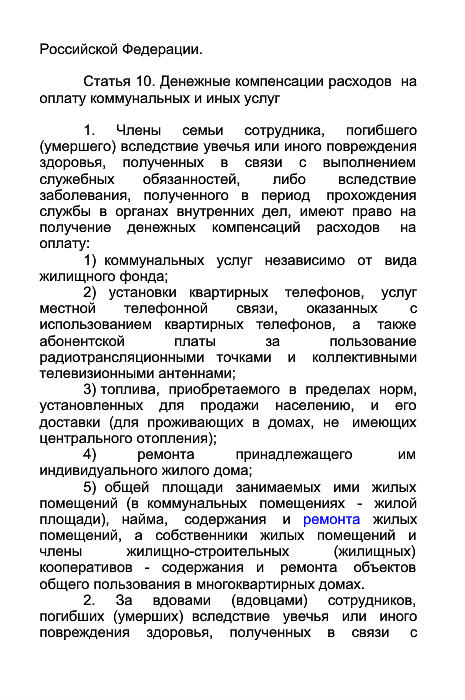 Российской Федерации.
Статья 10. Денежные компенсации расходов на
оплату коммунальных и иных услуг
1. Члены семьи сотрудника, погибшего
(умершего) вследствие увечья или иного повреждения
здоровья, полученных в связи с выполнением
служебных обязанностей, либо вследствие
заболевания, полученного в период прохождения
службы в органах внутренних дел, имеют право на
получение денежных компенсаций расходов на
оплату:
1) коммунальных услуг независимо от вида
жилищного фонда;
2) установки квартирных телефонов, услуг
местной телефонной связи, оказанных с
использованием квартирных телефонов, а также
абонентской платы за пользование
радиотрансляционными точками и коллективными
телевизионными антеннами;
3) топлива, приобретаемого в пределах норм,
установленных для продажи населению, и его
доставки (для проживающих в домах, не имеющих
центрального отопления);
4) ремонта принадлежащего им
индивидуального жилого дома;
5) общей площади занимаемых ими жилых
помещений (в коммунальных помещениях - жилой
площади), найма, содержания и ремонта жилых
помещений, а собственники жилых помещений и
члены жилищно-строительных (жилищных)
кооперативов - содержания и ремонта объектов
общего пользования в многоквартирных домах.
2. За вдовами (вдовцами) сотрудников,
погибших (умерших) вследствие увечья или иного
повреждения здоровья, полученных в связи с